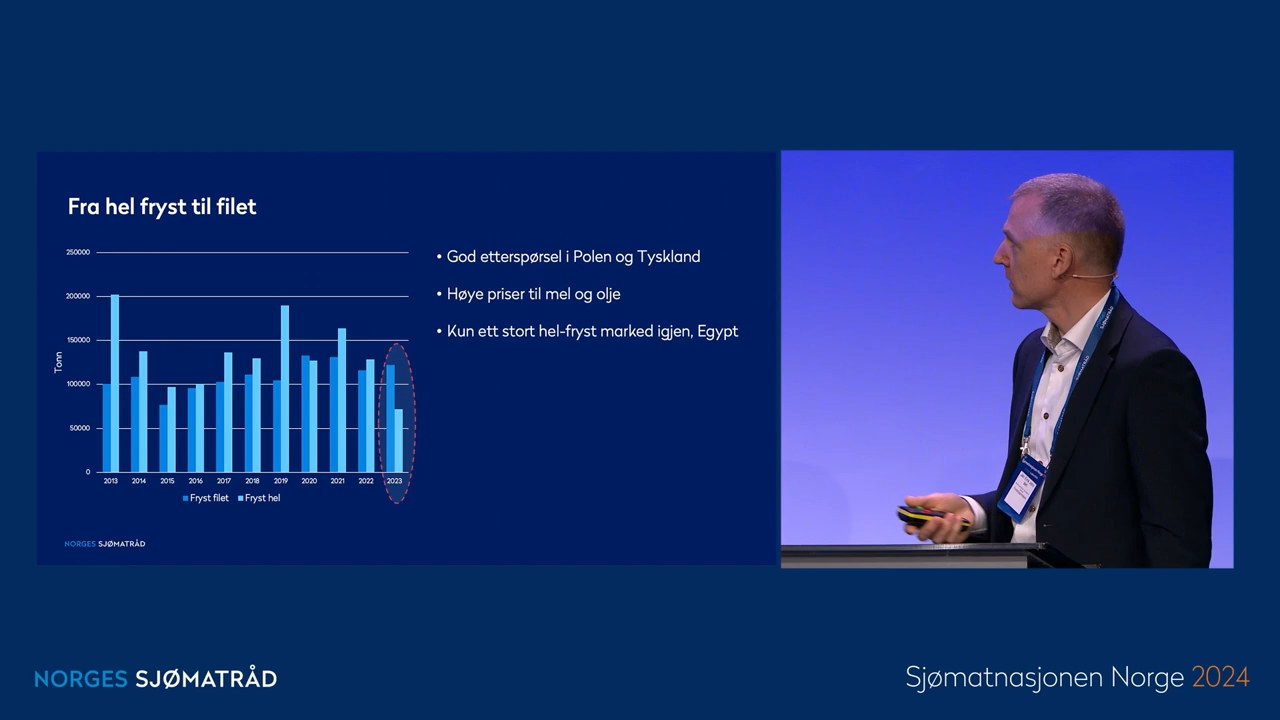 Fra hel fryst til filet
250000
200000
150000
100000
50000
0
Tonn
2013 2014 2015 2016 2017 2018 2019 2020 2021 2022 2023
Fryst filet Fryst hel
• God etterspørsel i Polen og Tyskland
• Høye priser til mel og olje
• Kun ett stort hel-fryst marked igjen, Egypt
NORGES SJØMATRÅD
SJØMATRÅD
NORGES SJØMATRÅD
Sjømatnasjonen Norge 2024